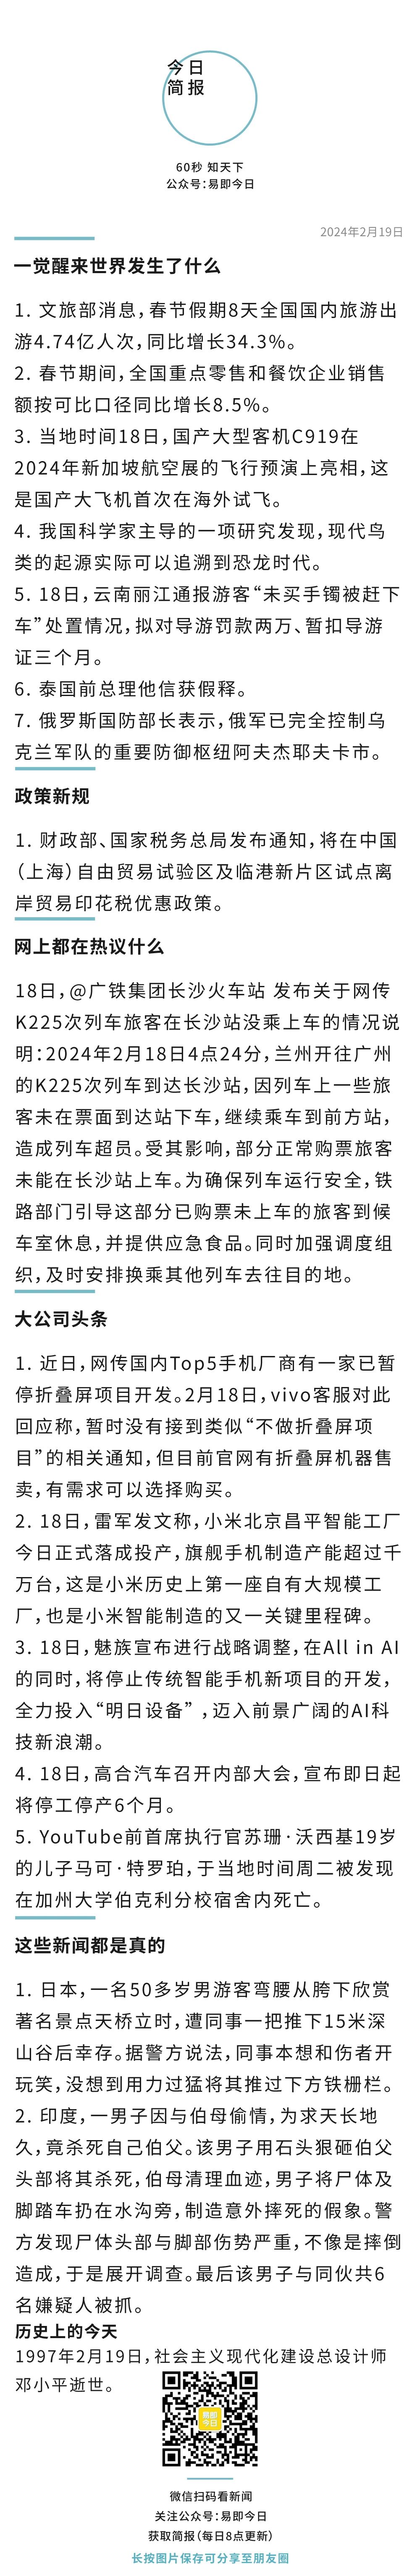 今日
简报
60秒 知天下
公众号：易即今日
2024年2月19日
一觉醒来世界发生了什么
1. 文旅部消息，春节假期8天全国国内旅游出
游4.74亿人次，同比增长34.3%。
2. 春节期间，全国重点零售和餐饮企业销售
额按可比口径同比增长8.5%。
3. 当地时间18日，国产大型客机C919在
2024年新加坡航空展的飞行预演上亮相，这
是国产大飞机首次在海外试飞。
4. 我国科学家主导的一项研究发现，现代鸟
类的起源实际可以追溯到恐龙时代。
5. 18日，云南丽江通报游客“未买手镯被赶下
车”处置情况，拟对导游罚款两万、暂扣导游
证三个月。
6. 泰国前总理他信获假释。
7. 俄罗斯国防部长表示，俄军已完全控制乌
克兰军队的重要防御枢纽阿夫杰耶夫卡市。
政策新规
1. 财政部、国家税务总局发布通知，将在中国
（上海）自由贸易试验区及临港新片区试点离
岸贸易印花税优惠政策。
网上都在热议什么
18日，@广铁集团长沙火车站 发布关于网传
K225次列车旅客在长沙站没乘上车的情况说
明：2024年2月18日4点24分，兰州开往广州
的K225次列车到达长沙站，因列车上一些旅
客未在票面到达站下车，继续乘车到前方站，
造成列车超员。受其影响，部分正常购票旅客
未能在长沙站上车。为确保列车运行安全，铁
路部门引导这部分已购票未上车的旅客到候
车室休息，并提供应急食品。同时加强调度组
织，及时安排换乘其他列车去往目的地。
大公司头条
1. 近日，网传国内Top5手机厂商有一家已暂
停折叠屏项目开发。2月18日，vivo客服对此
回应称，暂时没有接到类似“不做折叠屏项
目”的相关通知，但目前官网有折叠屏机器售
卖，有需求可以选择购买。
2. 18日，雷军发文称，小米北京昌平智能工厂
今日正式落成投产，旗舰手机制造产能超过千
万台，这是小米历史上第一座自有大规模工
厂，也是小米智能制造的又一关键里程碑。
3. 18日，魅族宣布进行战略调整，在All in AI
的同时，将停止传统智能手机新项目的开发，
全力投入“明日设备”，迈入前景广阔的AI科
技新浪潮。
4. 18日，高合汽车召开内部大会，宣布即日起
将停工停产6个月。
5. YouTube前首席执行官苏珊·沃西基19岁
的儿子马可·特罗珀，于当地时间周二被发现
在加州大学伯克利分校宿舍内死亡。
这些新闻都是真的
1. 日本，一名50多岁男游客弯腰从胯下欣赏
著名景点天桥立时，遭同事一把推下15米深
山谷后幸存。据警方说法，同事本想和伤者开
玩笑，没想到用力过猛将其推过下方铁栅栏。
2. 印度，一男子因与伯母偷情，为求天长地
久，竟杀死自己伯父。该男子用石头狠砸伯父
头部将其杀死，伯母清理血迹，男子将尸体及
脚踏车扔在水沟旁，制造意外摔死的假象。警
方发现尸体头部与脚部伤势严重，不像是摔倒
造成，于是展开调查。最后该男子与同伙共6
名嫌疑人被抓。
历史上的今天
1997年2月19日，社会主义现代化建设总设计师
邓小平逝世。
易即
今日
微信扫码看新闻
关注公众号：易即今日
获取简报（每日8点更新）
长按图片保存可分享至朋友圈